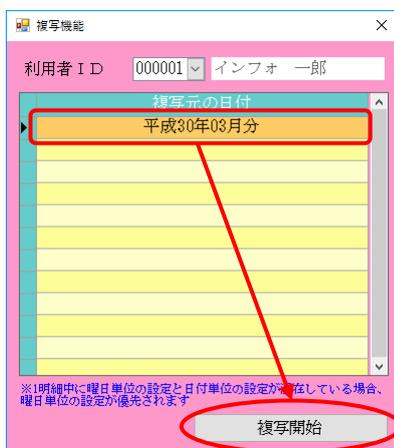 複写機能
利用者ＩＤ 000001 インフォ 一郎
複写元の日付
平成30年03月分
※1明細中に曜日単位の設定と日付単位の設定が存在している場合、
曜日単位の設定が優先されます
複写開始